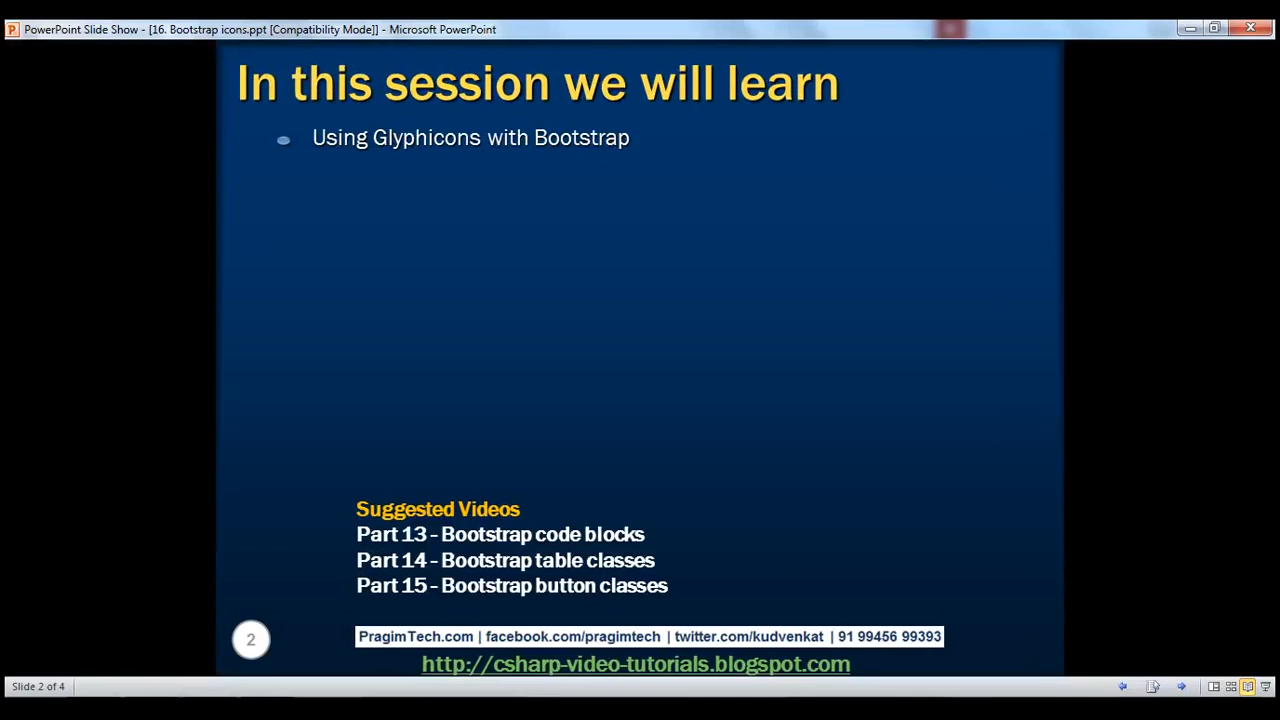 PowerPoint Slide Show - [16. Bootstrap icons.ppt [Compatibility Mode]] - Microsoft PowerPoint
In this session we will learn
Using Glyphicons with Bootstrap
Suggested Videos
Part 13 - Bootstrap code blocks
Part 14 - Bootstrap table classes
Part 15 - Bootstrap button classes
2
PragimTech.com | facebook.com/pragimtech | twitter.com/kudvenkat | 91 99456 99393
http://csharp-video-tutorials.blogspot.com
Slide 2 of 4